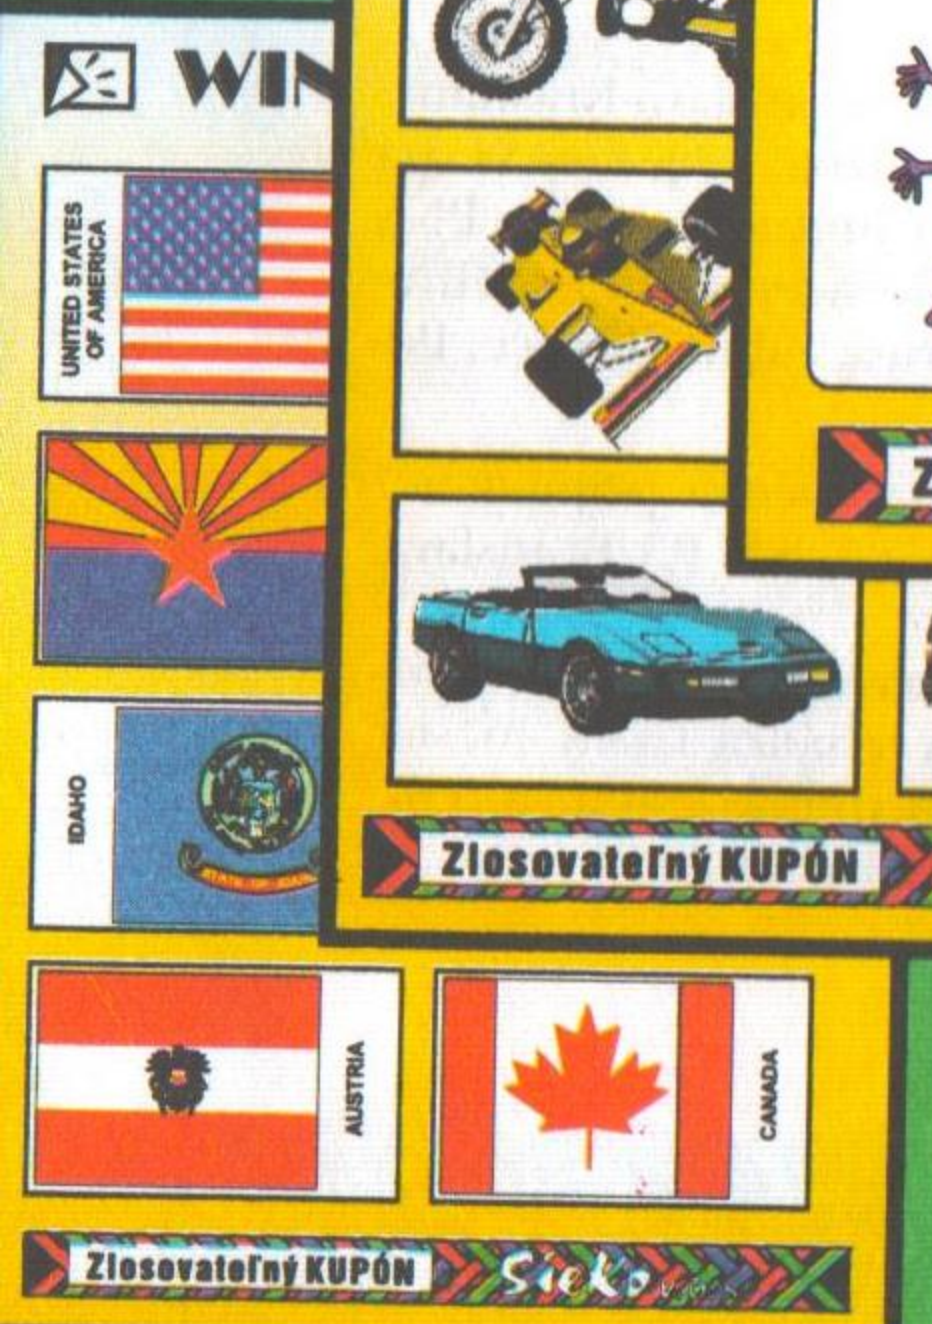 WIN
UNITED STATES
OF AMERICA
IDAHO
Zlosovateľný KUPÓN
AUSTRIA
CANADA
Zlosovateľný KUPÓN
Sieko